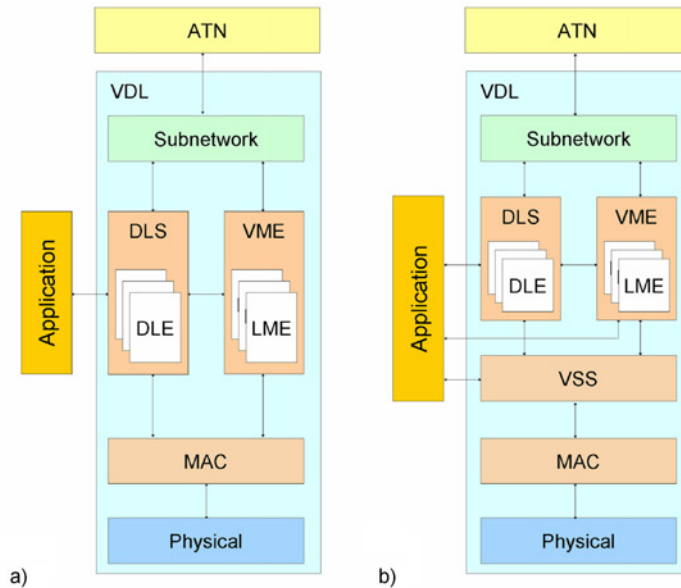 ATN
VDL
Subnetwork
Application
DLS
VME
DLE
LME
MAC
Physical
a)
ATN
VDL
Subnetwork
Application
DLS
VME
DLE
LME
VSS
MAC
Physical
b)